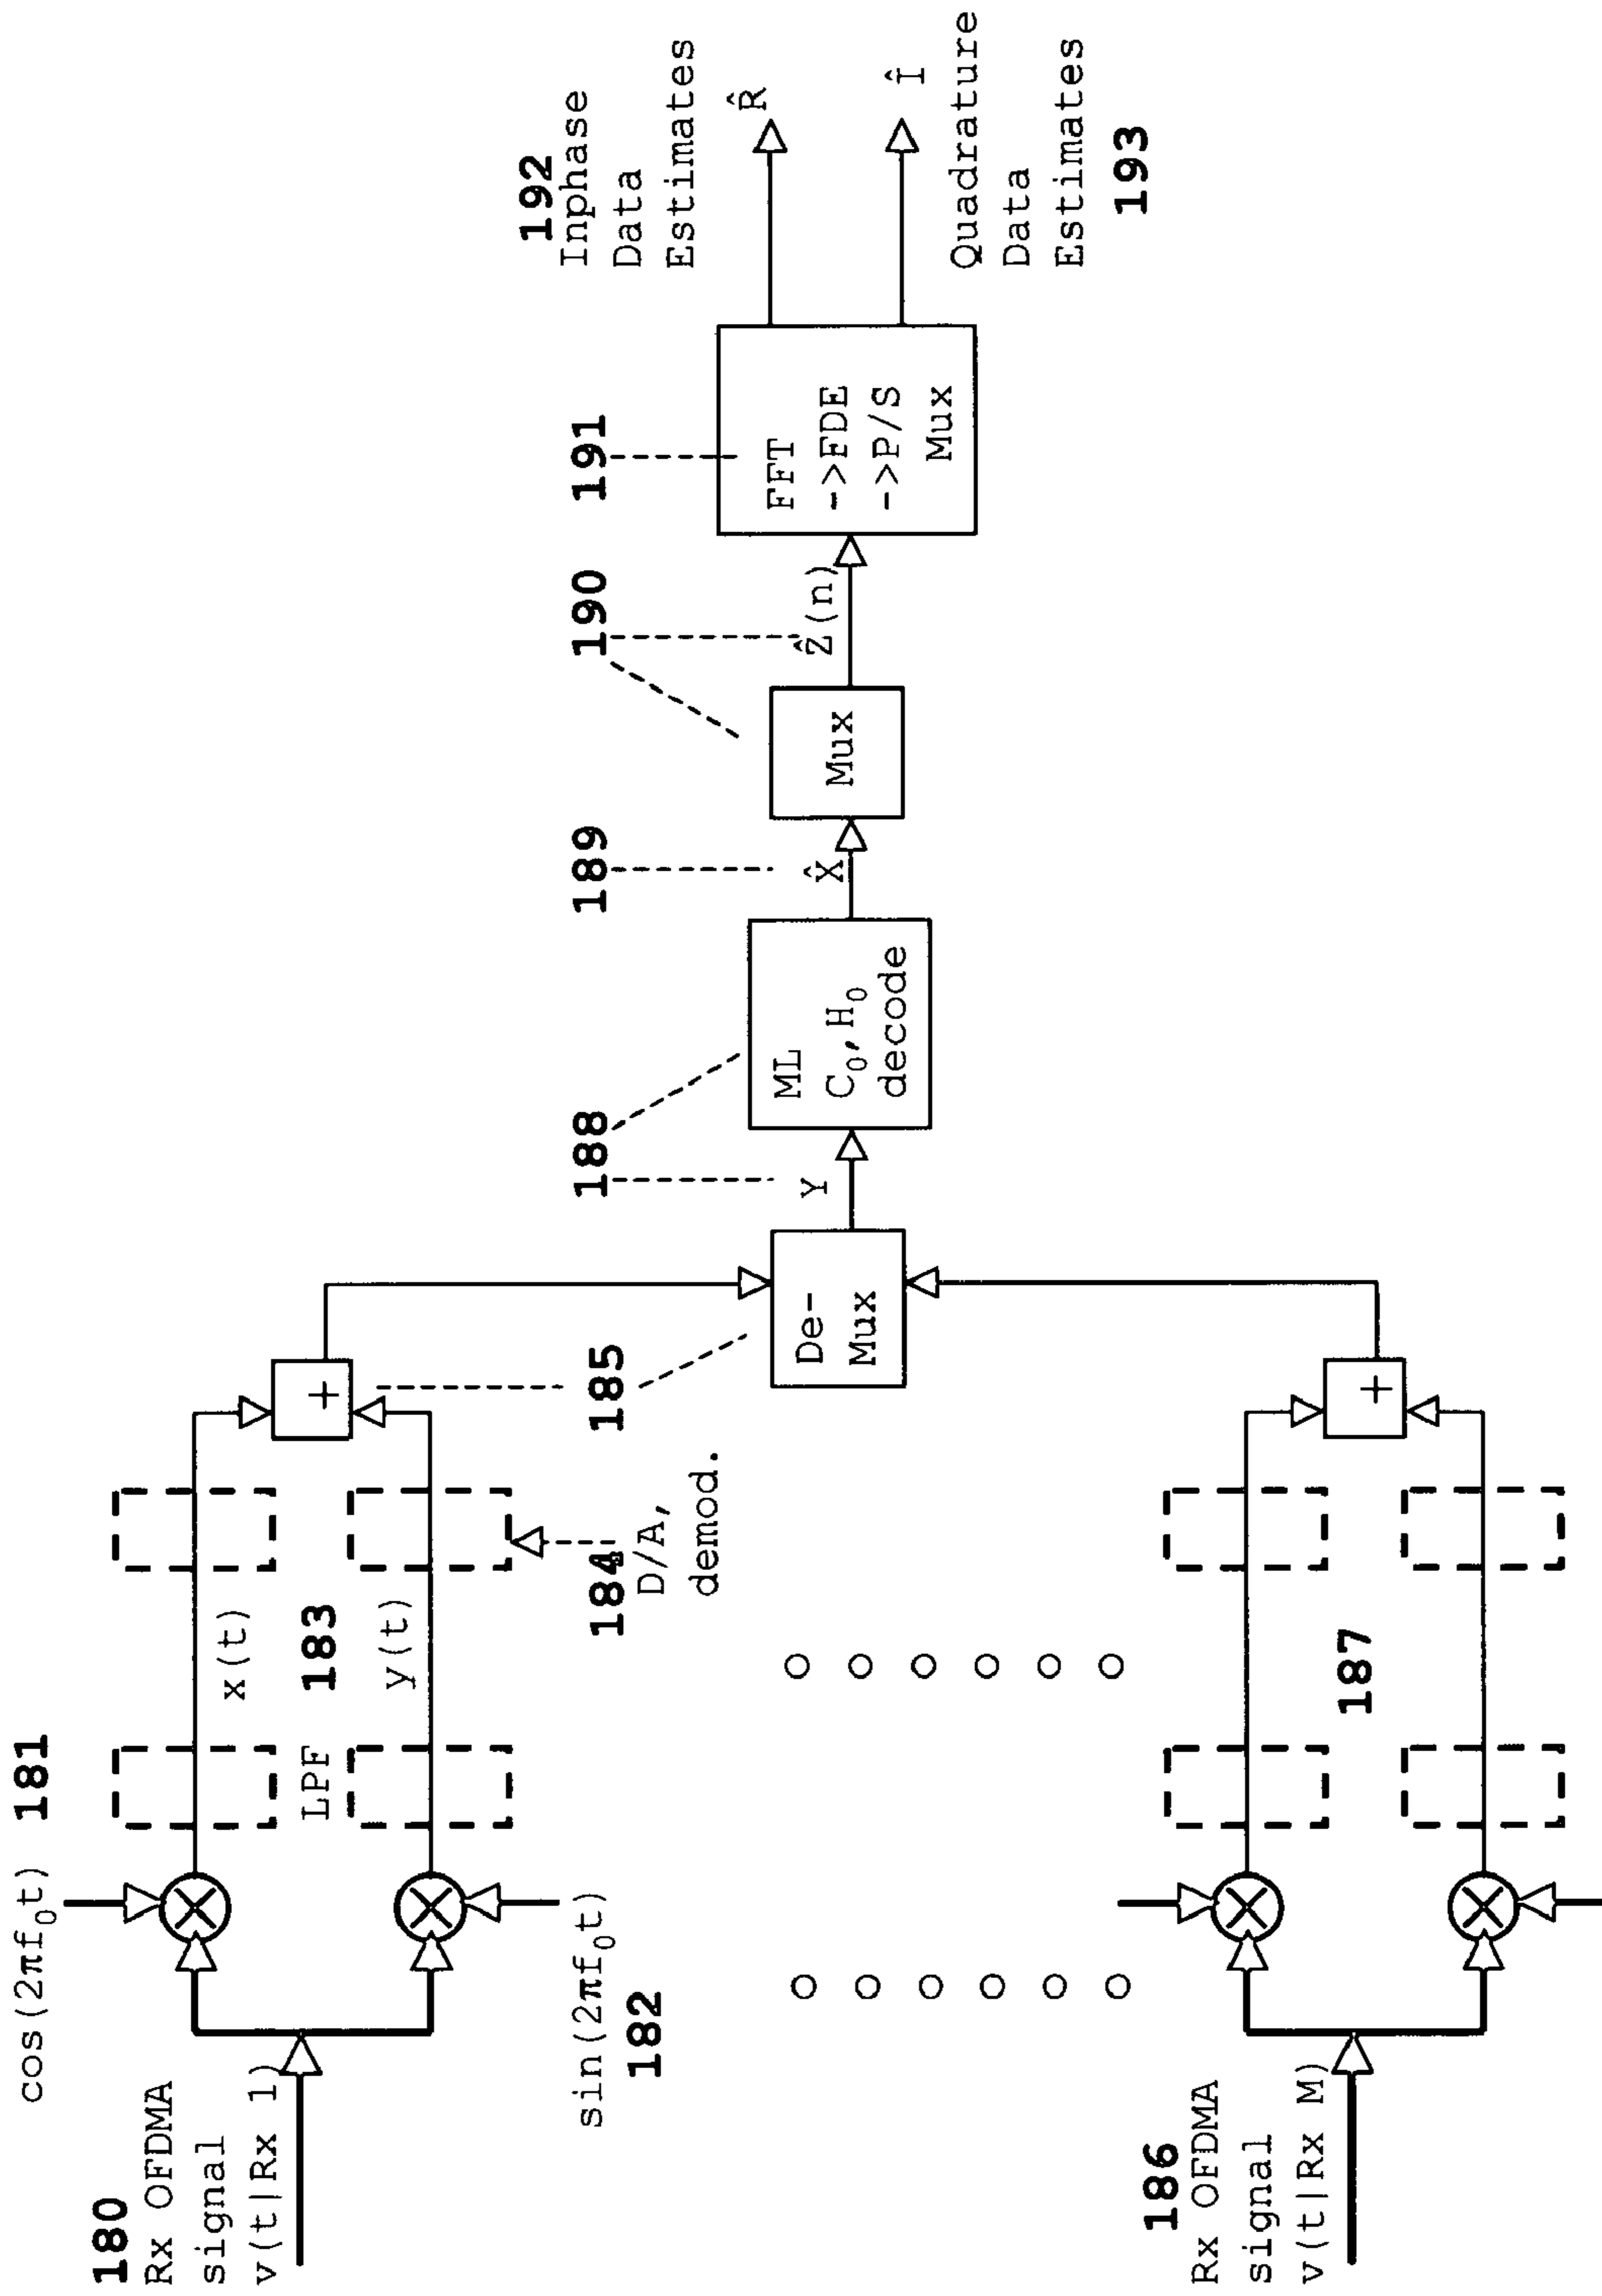 180
Rx OFDMA
signal
v(t|Rx 1)
cos(2πf₀t)
181
sin(2πf₀t)
182
LPF
x(t)
183
y(t)
184
D/A,
demod.
+
185
De-
Mux
Y
188
ML
C₀,H₀
decode
X̂
189
Mux
Ẑ(n)
190
191
FFT
->FDE
->P/S
Mux
192
Inphase
Data
Estimates
R̂
Î
Quadrature
Data
Estimates
193
186
Rx OFDMA
signal
v(t|Rx M)
187
+